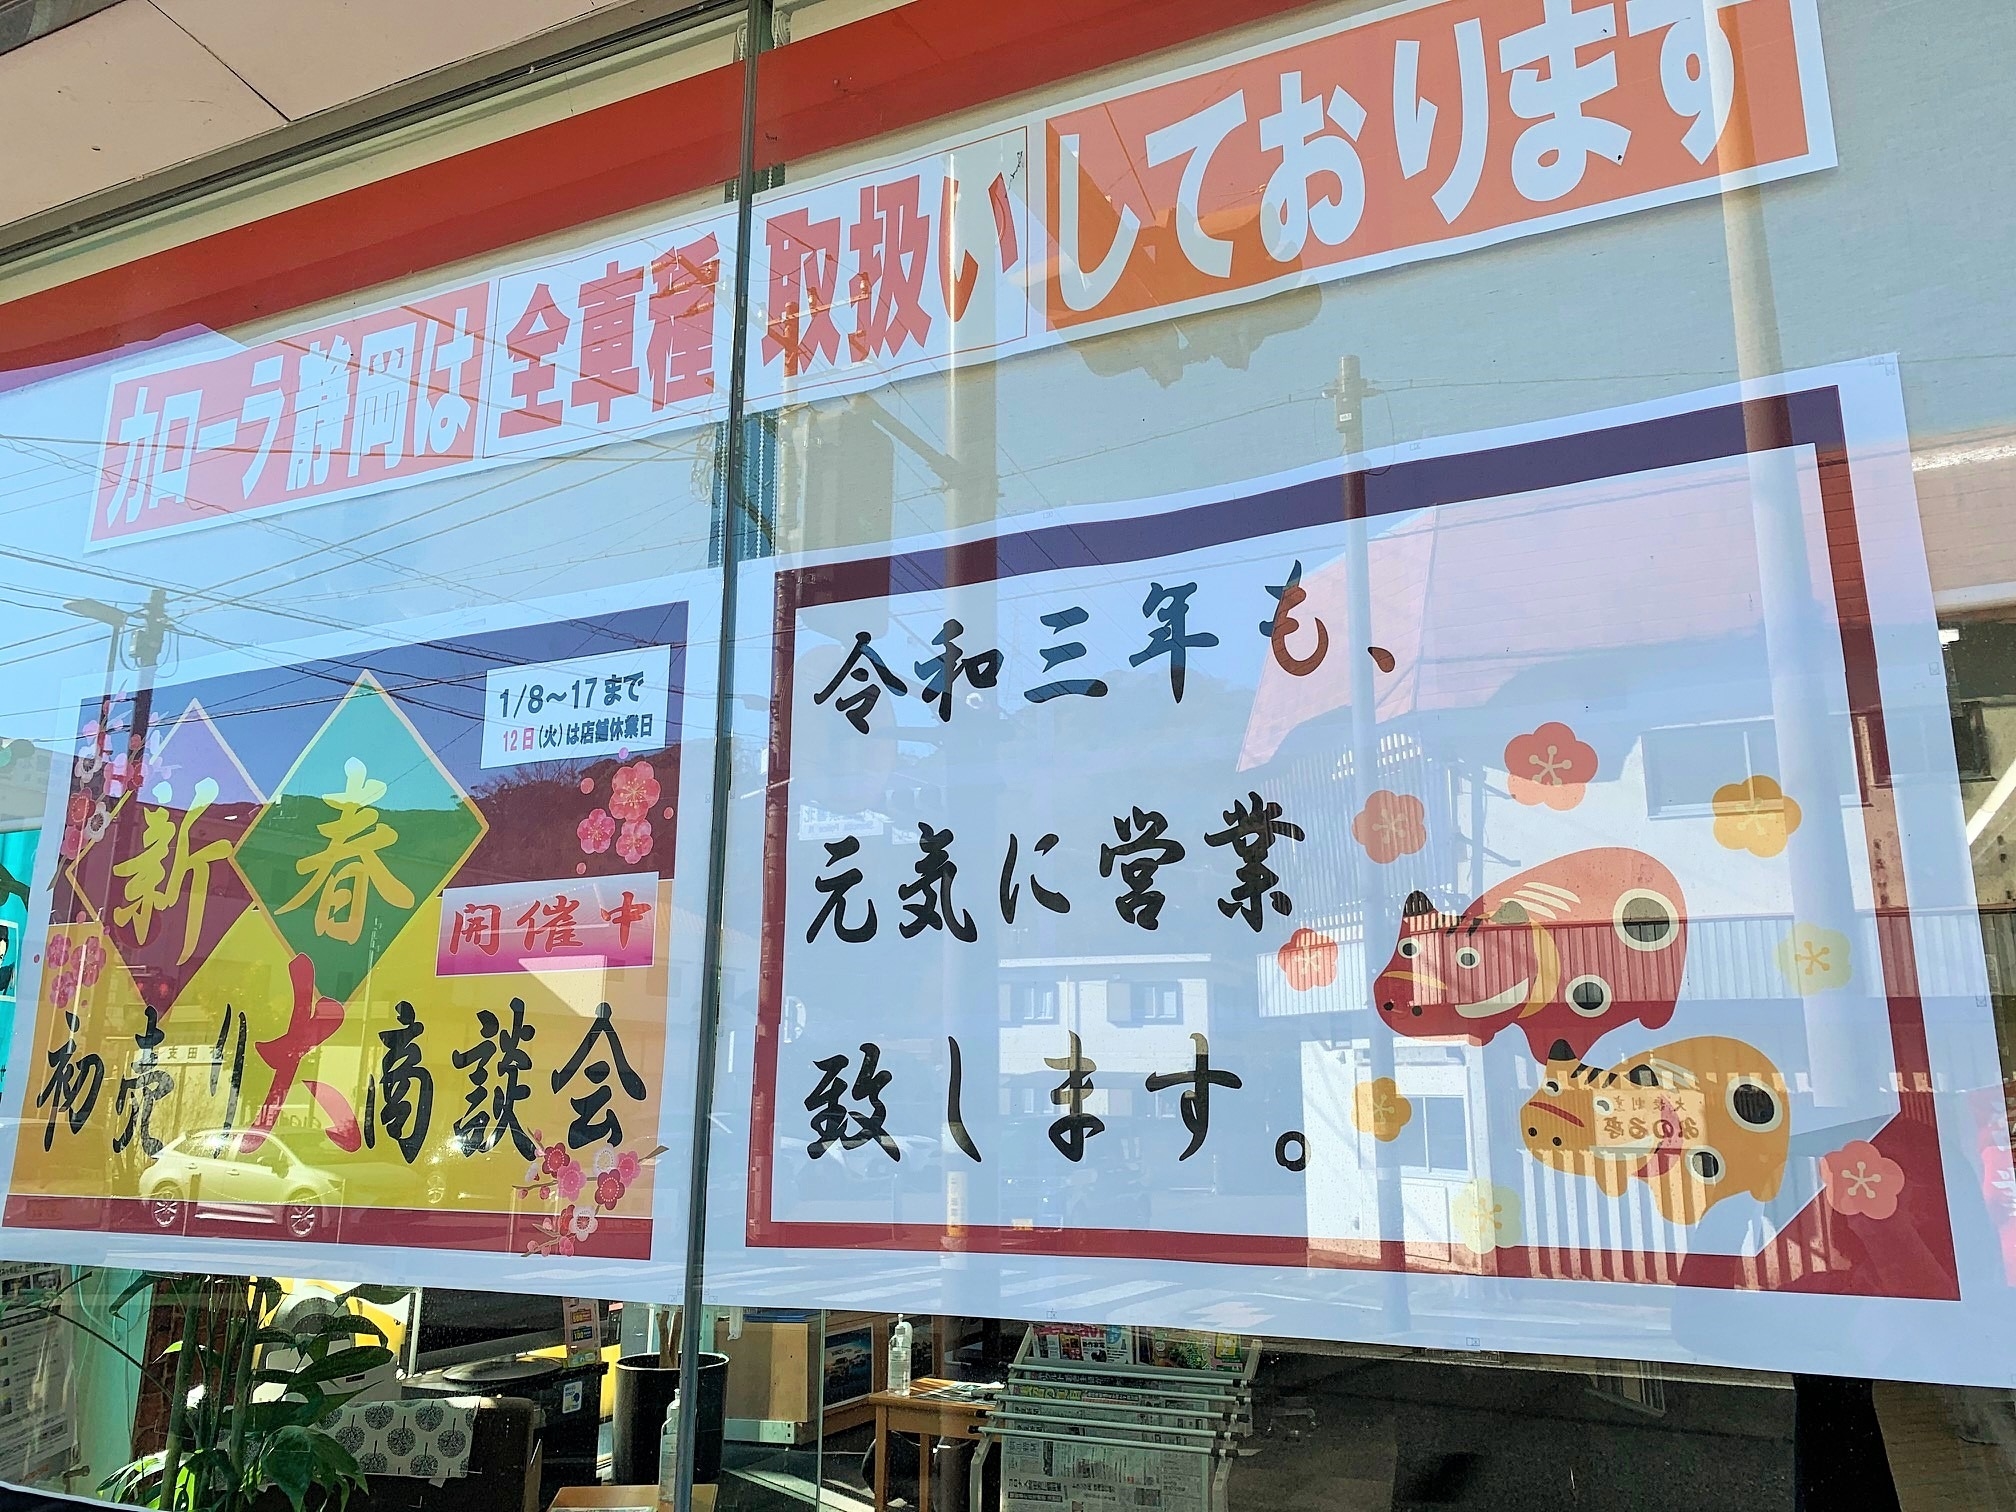 カローラ静岡は全車種取扱いしております
1/8～17まで
12日(火)は店舗休業日
新春
開催中
初売り大商談会
令和三年も、
元気に営業
致します。